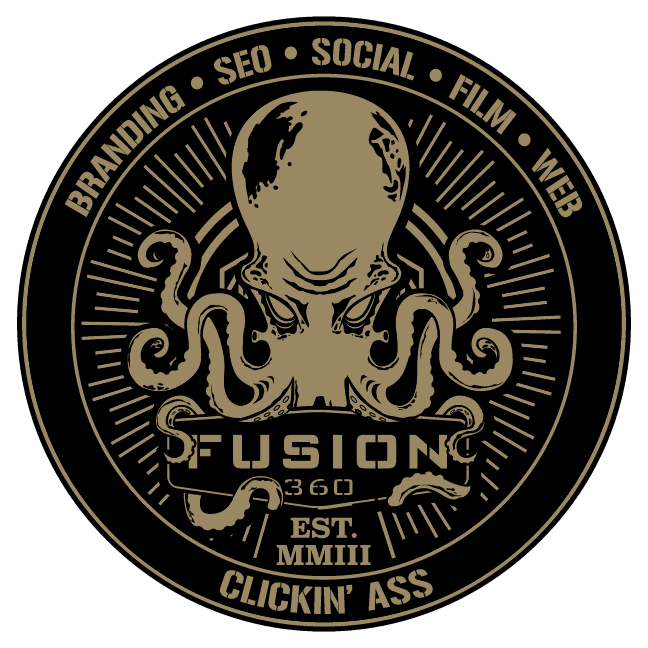 BRANDING • SEO • SOCIAL • FILM • WEB
FUSION
360
EST.
MMIII
CLICKIN' ASS